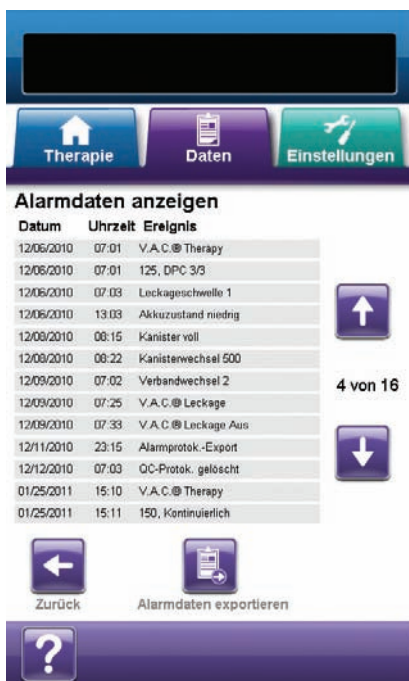 Therapie Daten Einstellungen
Alarmdaten anzeigen
Datum Uhrzeit Ereignis
12/06/2010 07:01 V.A.C.® Therapy
12/06/2010 07:01 125, DPC 3/3
12/06/2010 07:03 Leckageschwelle 1
12/06/2010 13:03 Akkuzustand niedrig
12/08/2010 08:15 Kanister voll
12/08/2010 08:22 Kanisterwechsel 500
12/09/2010 07:02 Verbandwechsel 2
12/09/2010 07:25 V.A.C.® Leckage
12/09/2010 07:33 V.A.C.® Leckage Aus
12/11/2010 23:15 Alarmprotok.-Export
12/12/2010 07:03 QC-Protok. gelöscht
01/25/2011 15:10 V.A.C.® Therapy
01/25/2011 15:11 150, Kontinuierlich
4 von 16
Zurück Alarmdaten exportieren
?